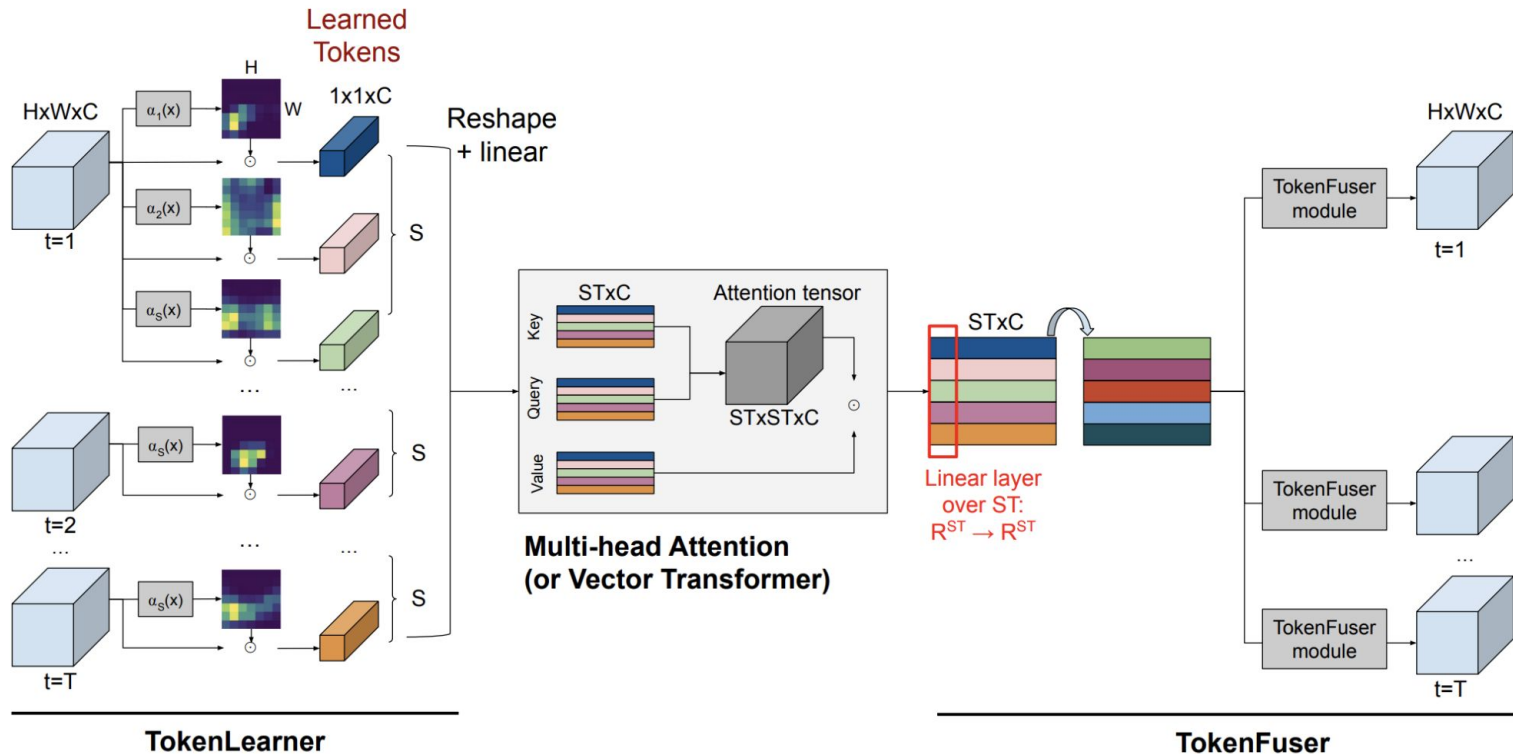 Learned
Tokens
HxWxC
α₁(x)
H
W
1x1xC
Reshape
+ linear
α₂(x)
t=1
S
αₛ(x)
...
...
αₛ(x)
S
t=2
...
...
...
αₛ(x)
S
t=T
TokenLearner
STxC
Attention tensor
Key
Query
Value
STxSTxC
Multi-head Attention
(or Vector Transformer)
STxC
Linear layer
over ST:
R^ST → R^ST
HxWxC
TokenFuser
module
t=1
TokenFuser
module
...
TokenFuser
module
t=T
TokenFuser